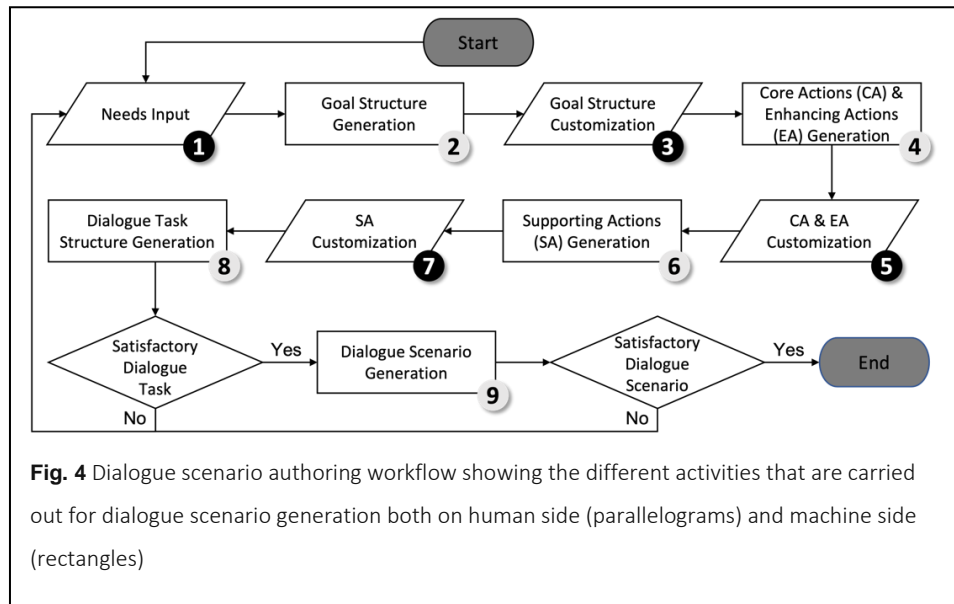 Start
Needs Input
1
Goal Structure
Generation
2
Goal Structure
Customization
3
Core Actions (CA) &
Enhancing Actions
(EA) Generation
4
CA & EA
Customization
5
Supporting Actions
(SA) Generation
6
SA
Customization
7
Dialogue Task
Structure Generation
8
Satisfactory
Dialogue
Task
Yes
No
Dialogue Scenario
Generation
9
Satisfactory
Dialogue
Scenario
Yes
No
End
Fig. 4 Dialogue scenario authoring workflow showing the different activities that are carried
out for dialogue scenario generation both on human side (parallelograms) and machine side
(rectangles)